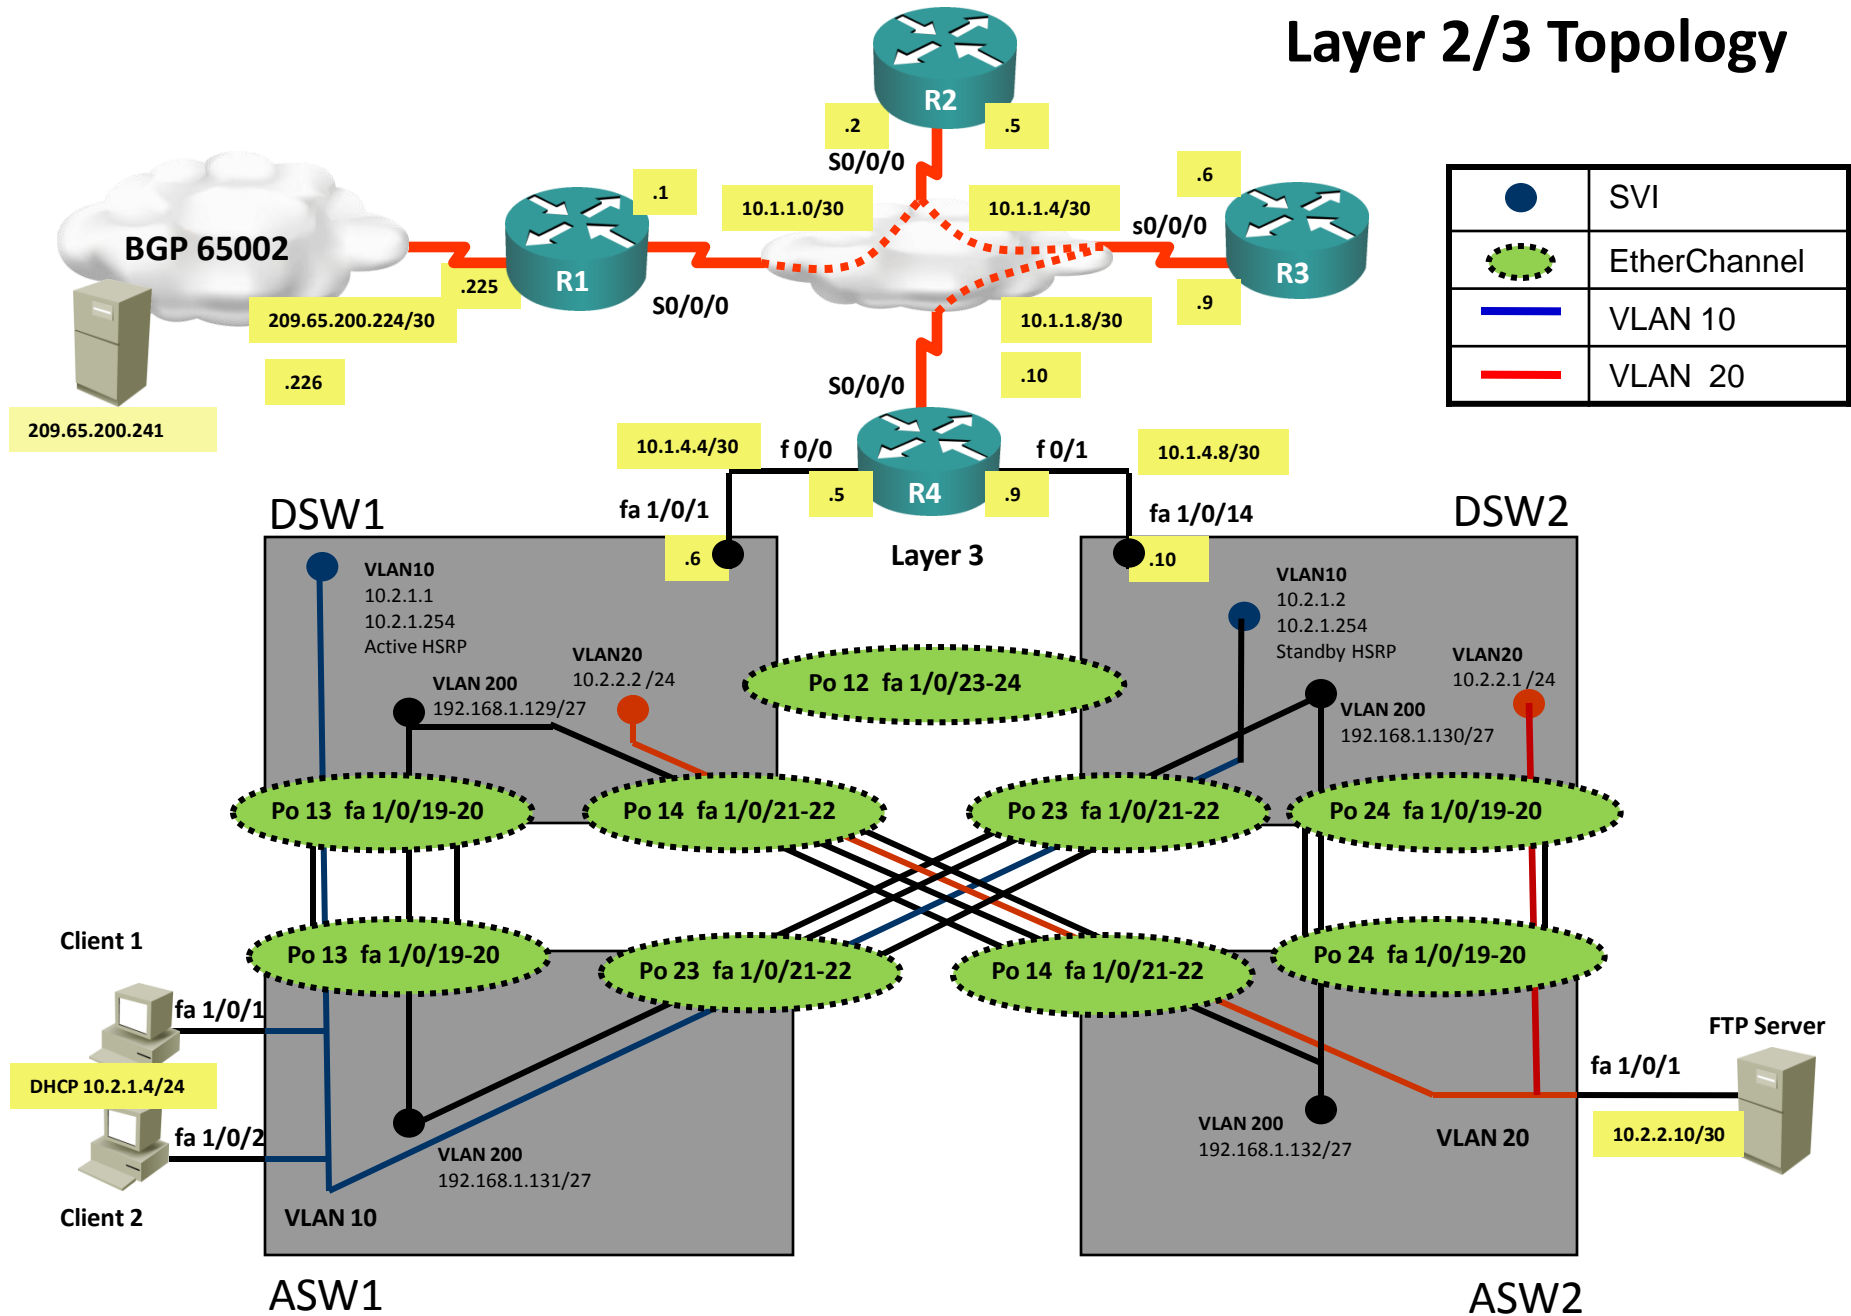 Layer 2/3 Topology
R2
.2
.5
S0/0/0
.1
10.1.1.0/30
10.1.1.4/30
.6
s0/0/0
SVI
EtherChannel
VLAN 10
VLAN 20
BGP 65002
R1
R3
.225
S0/0/0
.9
209.65.200.224/30
10.1.1.8/30
.226
.10
S0/0/0
209.65.200.241
10.1.4.4/30
f 0/0
R4
f 0/1
10.1.4.8/30
.5
.9
DSW1
fa 1/0/1
fa 1/0/14
DSW2
.6
Layer 3
.10
VLAN10
10.2.1.1
10.2.1.254
Active HSRP
VLAN10
10.2.1.2
10.2.1.254
Standby HSRP
VLAN20
10.2.2.2 /24
VLAN20
10.2.2.1 /24
VLAN 200
192.168.1.129/27
Po 12 fa 1/0/23-24
VLAN 200
192.168.1.130/27
Po 13 fa 1/0/19-20
Po 14 fa 1/0/21-22
Po 23 fa 1/0/21-22
Po 24 fa 1/0/19-20
Po 13 fa 1/0/19-20
Po 23 fa 1/0/21-22
Po 14 fa 1/0/21-22
Po 24 fa 1/0/19-20
Client 1
fa 1/0/1
DHCP 10.2.1.4/24
fa 1/0/2
Client 2
VLAN 200
192.168.1.131/27
VLAN 10
VLAN 200
192.168.1.132/27
VLAN 20
FTP Server
fa 1/0/1
10.2.2.10/30
ASW1
ASW2